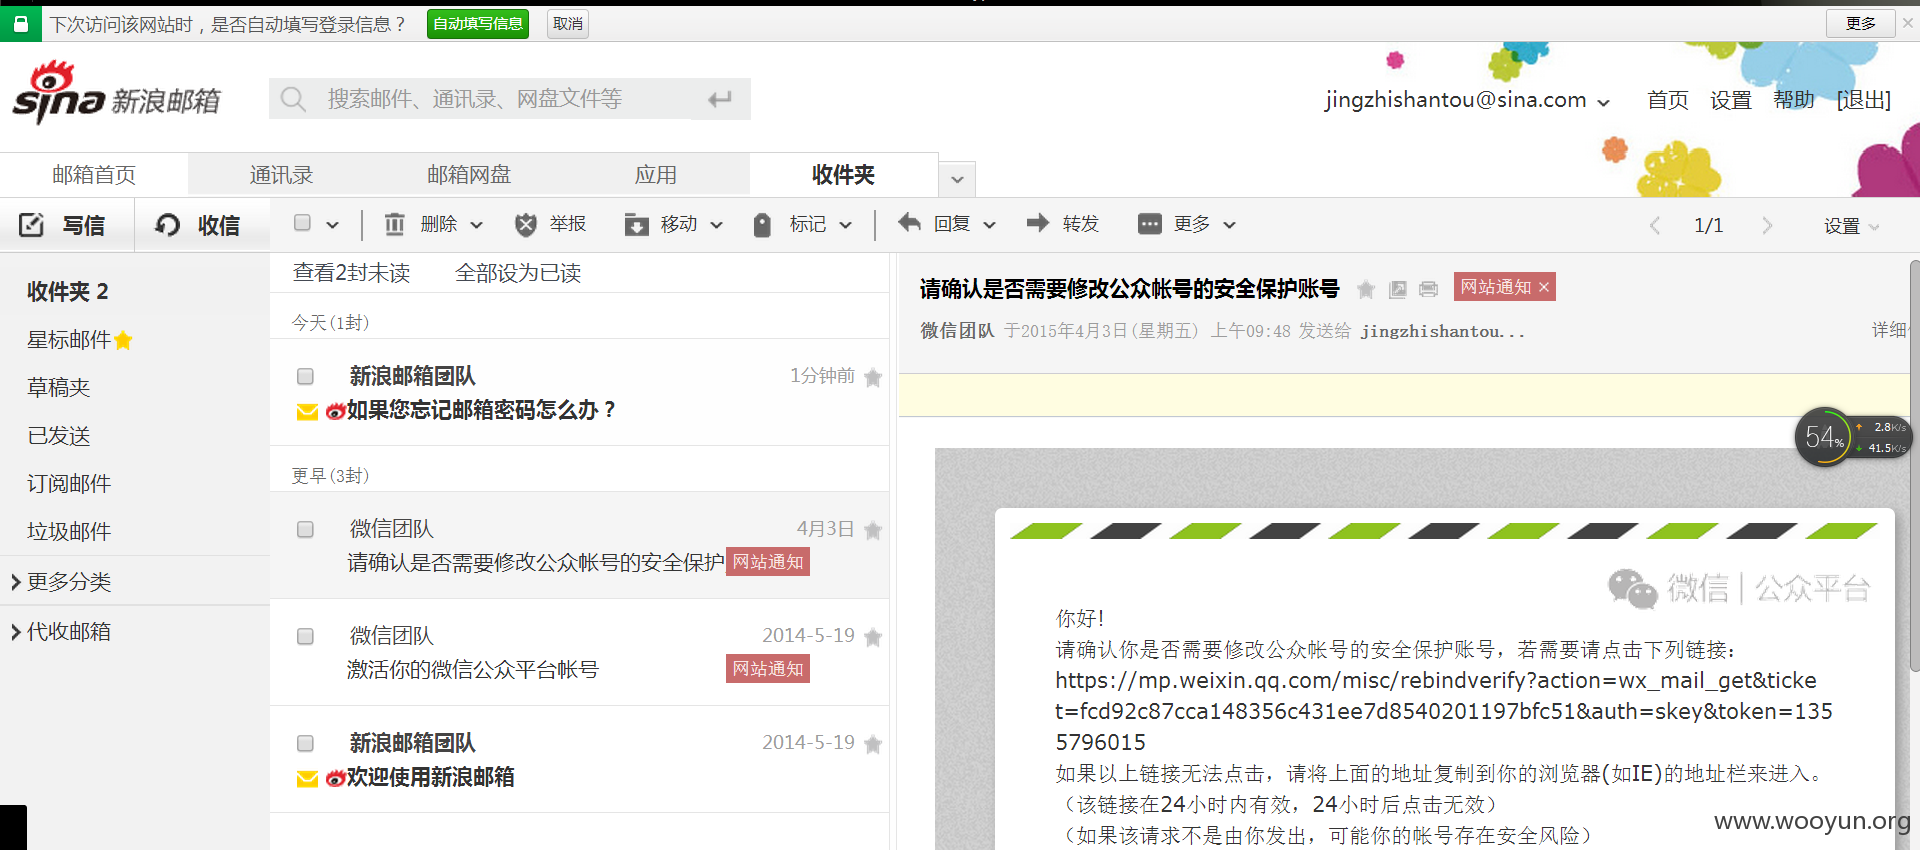 下次访问该网站时，是否自动填写登录信息？ 自动填写信息 取消 更多 ×
sina 新浪邮箱 搜索邮件、通讯录、网盘文件等 jingzhishantou@sina.com 首页 设置 帮助 [退出]
邮箱首页 通讯录 邮箱网盘 应用 收件夹
写信 收信 删除 举报 移动 标记 回复 转发 更多 1/1 设置
收件夹 2
星标邮件
草稿夹
已发送
订阅邮件
垃圾邮件
更多分类
代收邮箱
查看2封未读 全部设为已读
今天(1封)
新浪邮箱团队 1分钟前
如果您忘记邮箱密码怎么办？
更早(3封)
微信团队 4月3日
请确认是否需要修改公众帐号的安全保护 网站通知
微信团队 2014-5-19
激活你的微信公众平台帐号 网站通知
新浪邮箱团队 2014-5-19
欢迎使用新浪邮箱
请确认是否需要修改公众帐号的安全保护账号 网站通知 ×
微信团队 于2015年4月3日(星期五) 上午09:48 发送给 jingzhishantou... 详细
54% 2.8K/s
41.5K/s
微信 | 公众平台
你好!
请确认你是否需要修改公众帐号的安全保护账号，若需要请点击下列链接：
https://mp.weixin.qq.com/misc/rebindverify?action=wx_mail_get&ticke
t=fcd92c87cca148356c431ee7d8540201197bfc51&auth=skey&token=135
5796015
如果以上链接无法点击，请将上面的地址复制到你的浏览器(如IE)的地址栏来进入。
（该链接在24小时内有效，24小时后点击无效）
（如果该请求不是由你发出，可能你的帐号存在安全风险）
www.wooyun.org